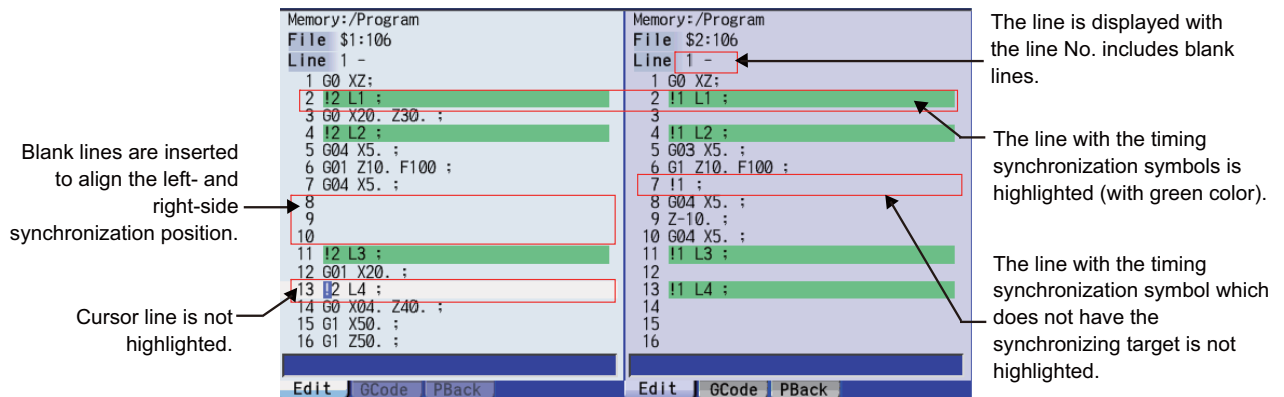 Memory:/Program
File $1:106
Line 1 -
1 G0 XZ;
2 !2 L1 ;
3 G0 X20. Z30. ;
4 !2 L2 ;
5 G04 X5. ;
6 G01 Z10. F100 ;
7 G04 X5. ;
8
9
10
11 !2 L3 ;
12 G01 X20. ;
13 !2 L4 ;
14 G0 X04. Z40. ;
15 G1 X50. ;
16 G1 Z50. ;
Edit GCode PBack
Memory:/Program
File $2:106
Line 1 -
1 G0 XZ;
2 !1 L1 ;
3
4 !1 L2 ;
5 G03 X5. ;
6 G1 Z10. F100 ;
7 !1 ;
8 G04 X5. ;
9 Z-10. ;
10 G04 X5. ;
11 !1 L3 ;
12
13 !1 L4 ;
14
15
16
Edit GCode PBack
Blank lines are inserted
to align the left- and
right-side
synchronization position.
Cursor line is not
highlighted.
The line is displayed with
the line No. includes blank
lines.
The line with the timing
synchronization symbols is
highlighted (with green color).
The line with the timing
synchronization symbol which
does not have the
synchronizing target is not
highlighted.